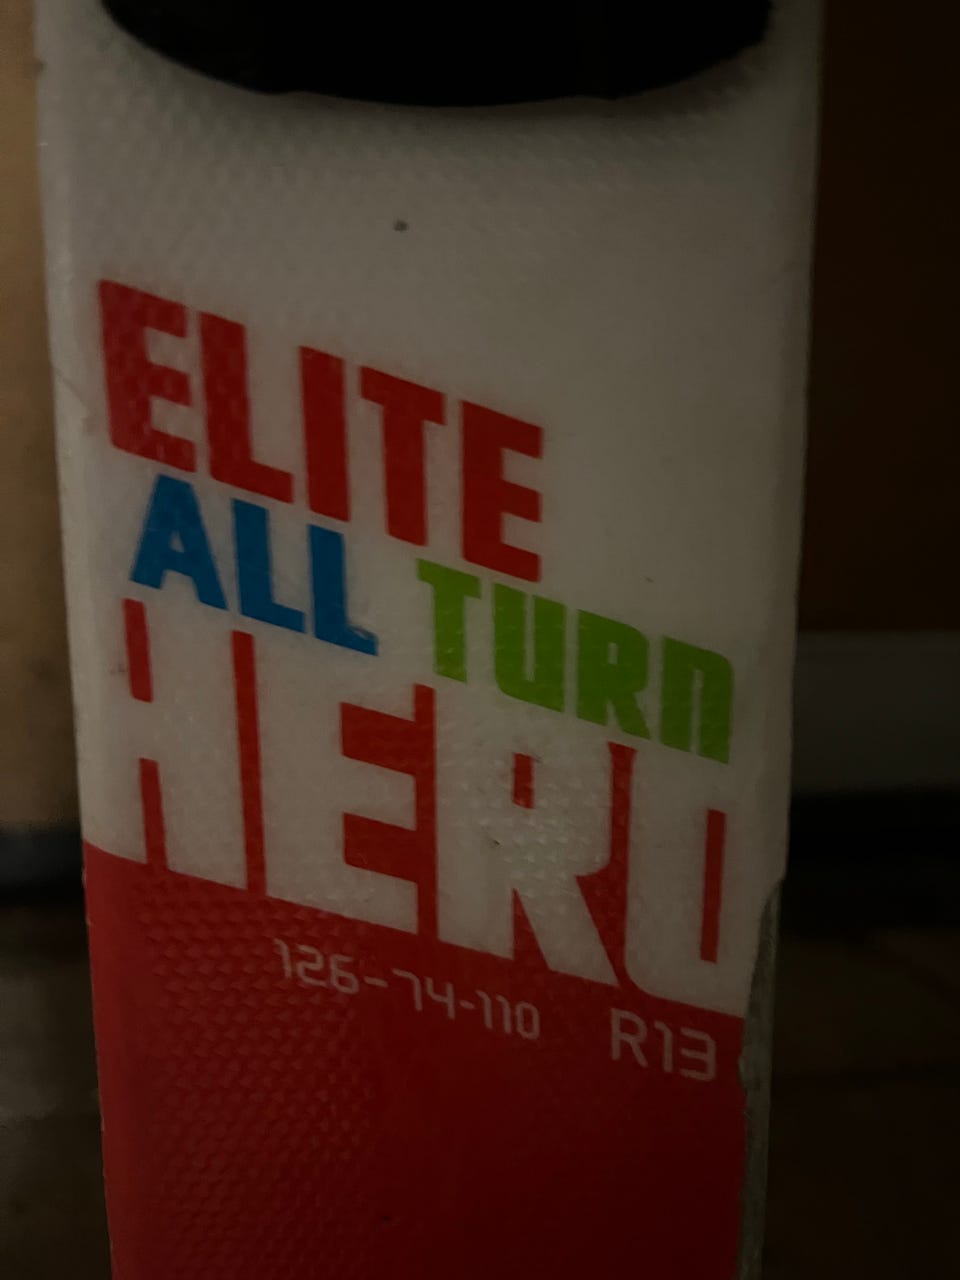 ELITE
ALL TURN
HERO
126-74-110 R13